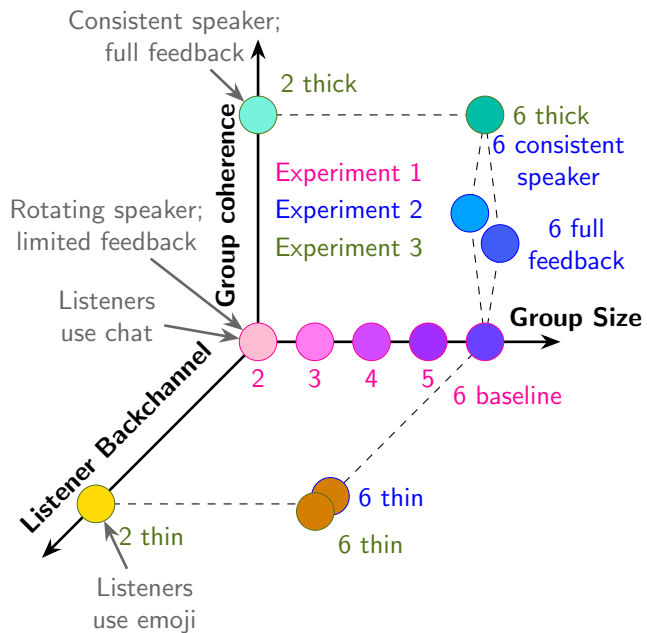 Consistent speaker;
full feedback
2 thick
6 thick
Group coherence
6 consistent
speaker
Experiment 1
Experiment 2
Experiment 3
Rotating speaker;
limited feedback
6 full
feedback
Listeners
use chat
Group Size
2
3
4
5
6 baseline
Listener Backchannel
6 thin
2 thin
6 thin
Listeners
use emoji